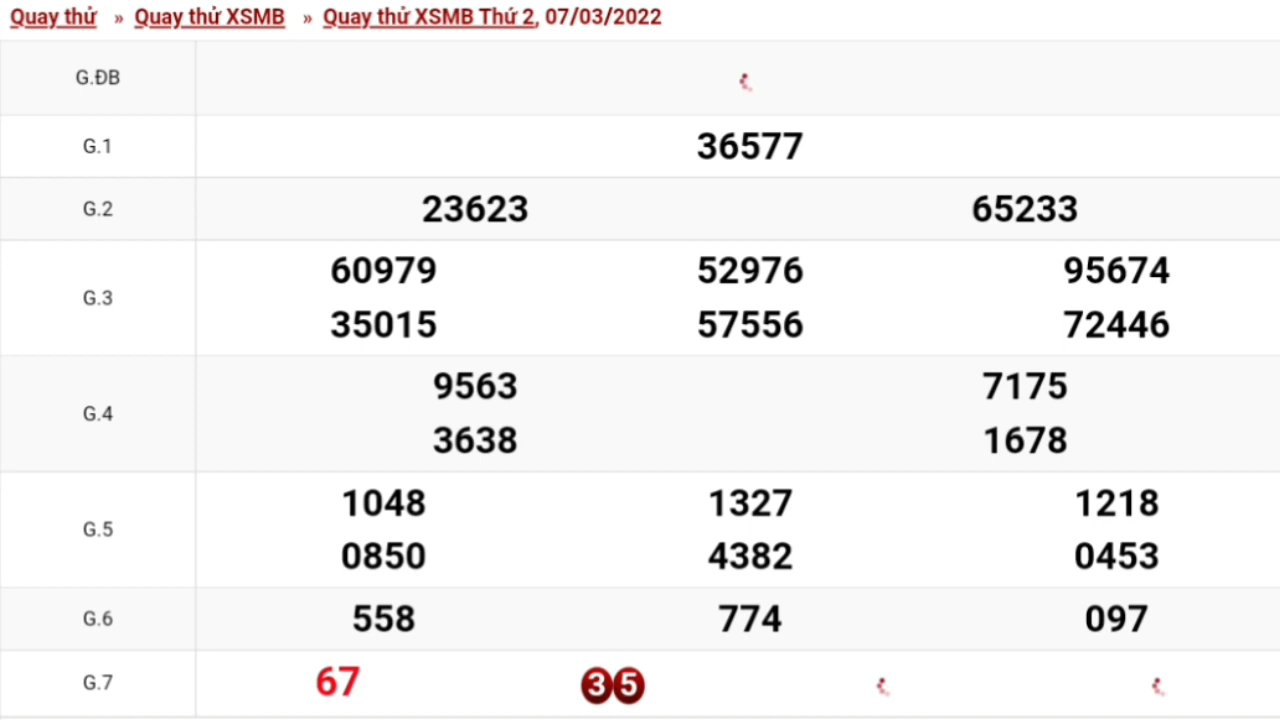 Quay thử » Quay thử XSMB » Quay thử XSMB Thứ 2, 07/03/2022
G.ĐB
G.1 36577
G.2 23623 65233
G.3 60979 52976 95674
35015 57556 72446
G.4 9563 7175
3638 1678
G.5 1048 1327 1218
0850 4382 0453
G.6 558 774 097
G.7 67 35